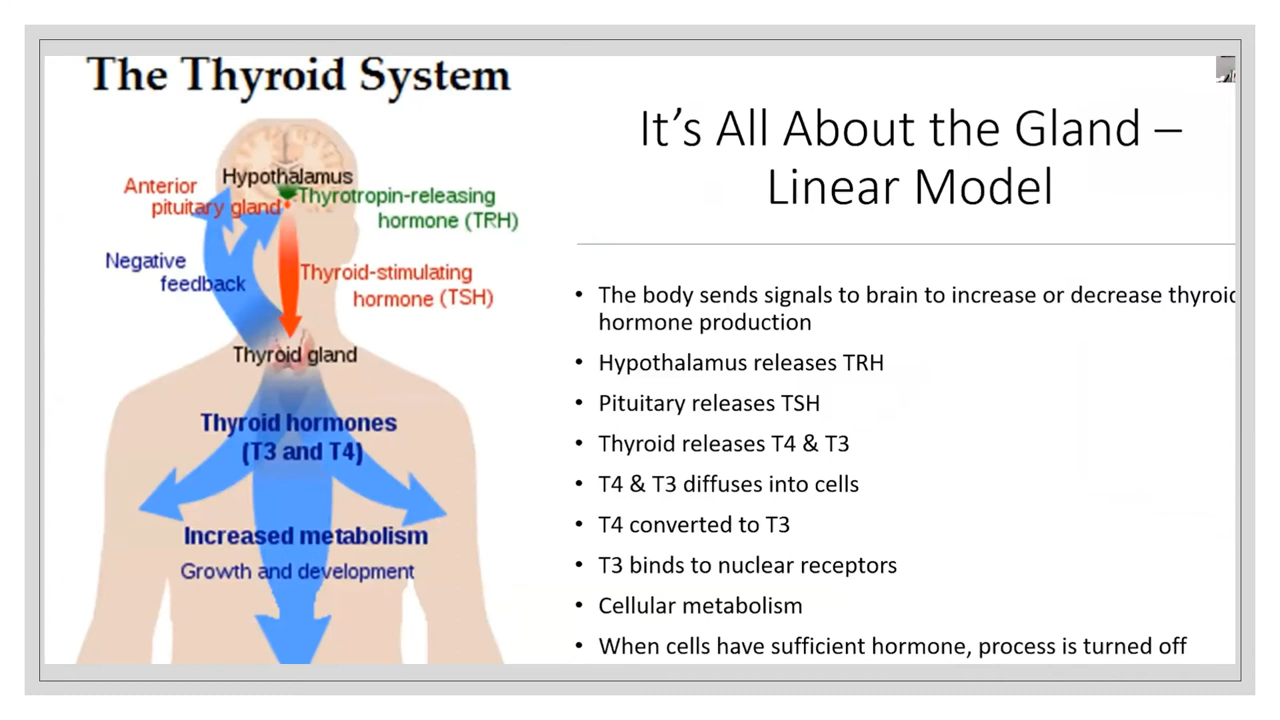 The Thyroid System
Hypothalamus
Anterior
pituitary gland
Thyrotropin-releasing
hormone (TRH)
Negative
feedback
Thyroid-stimulating
hormone (TSH)
Thyroid gland
Thyroid hormones
(T3 and T4)
Increased metabolism
Growth and development
It's All About the Gland –
Linear Model
• The body sends signals to brain to increase or decrease thyroid
hormone production
• Hypothalamus releases TRH
• Pituitary releases TSH
• Thyroid releases T4 & T3
• T4 & T3 diffuses into cells
• T4 converted to T3
• T3 binds to nuclear receptors
• Cellular metabolism
• When cells have sufficient hormone, process is turned off